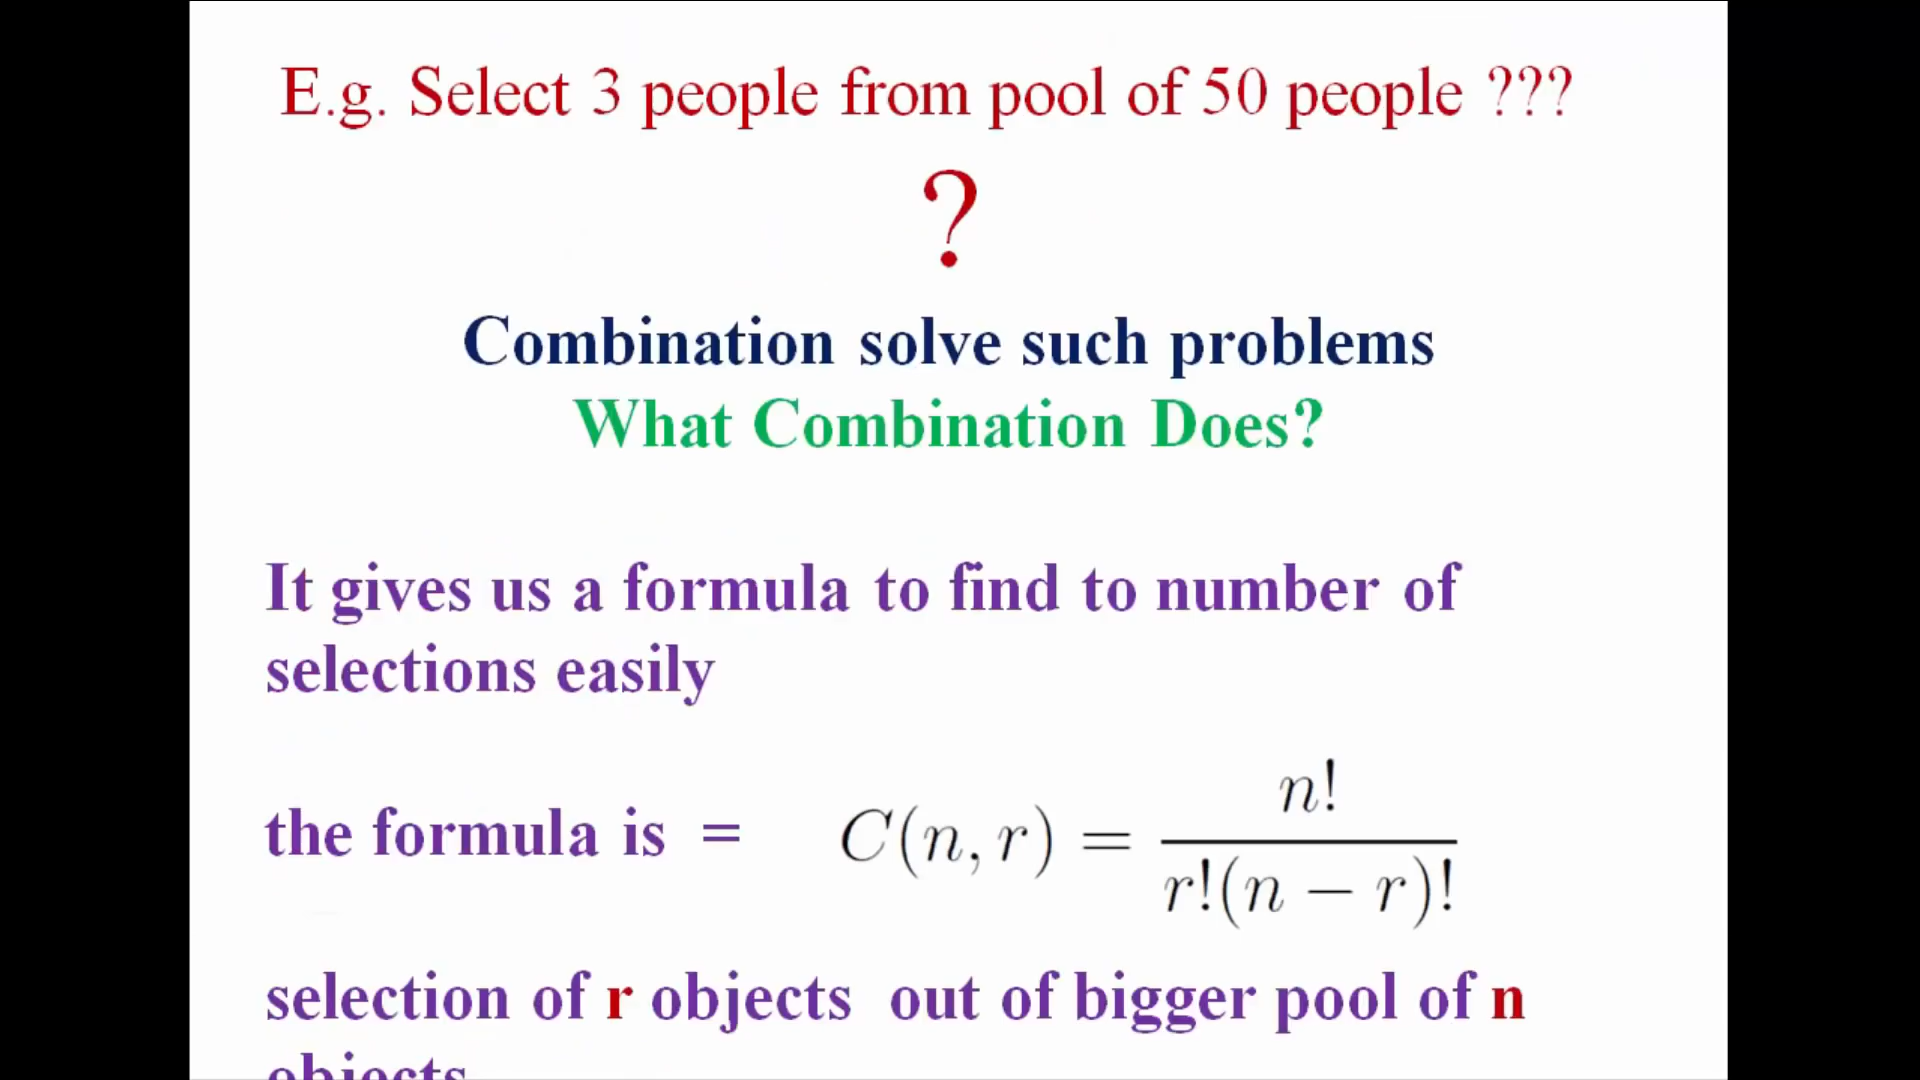 E.g. Select 3 people from pool of 50 people ???
?
Combination solve such problems
What Combination Does?
It gives us a formula to find to number of
selections easily
the formula is = C(n, r) = n! / r!(n − r)!
selection of r objects out of bigger pool of n
objects